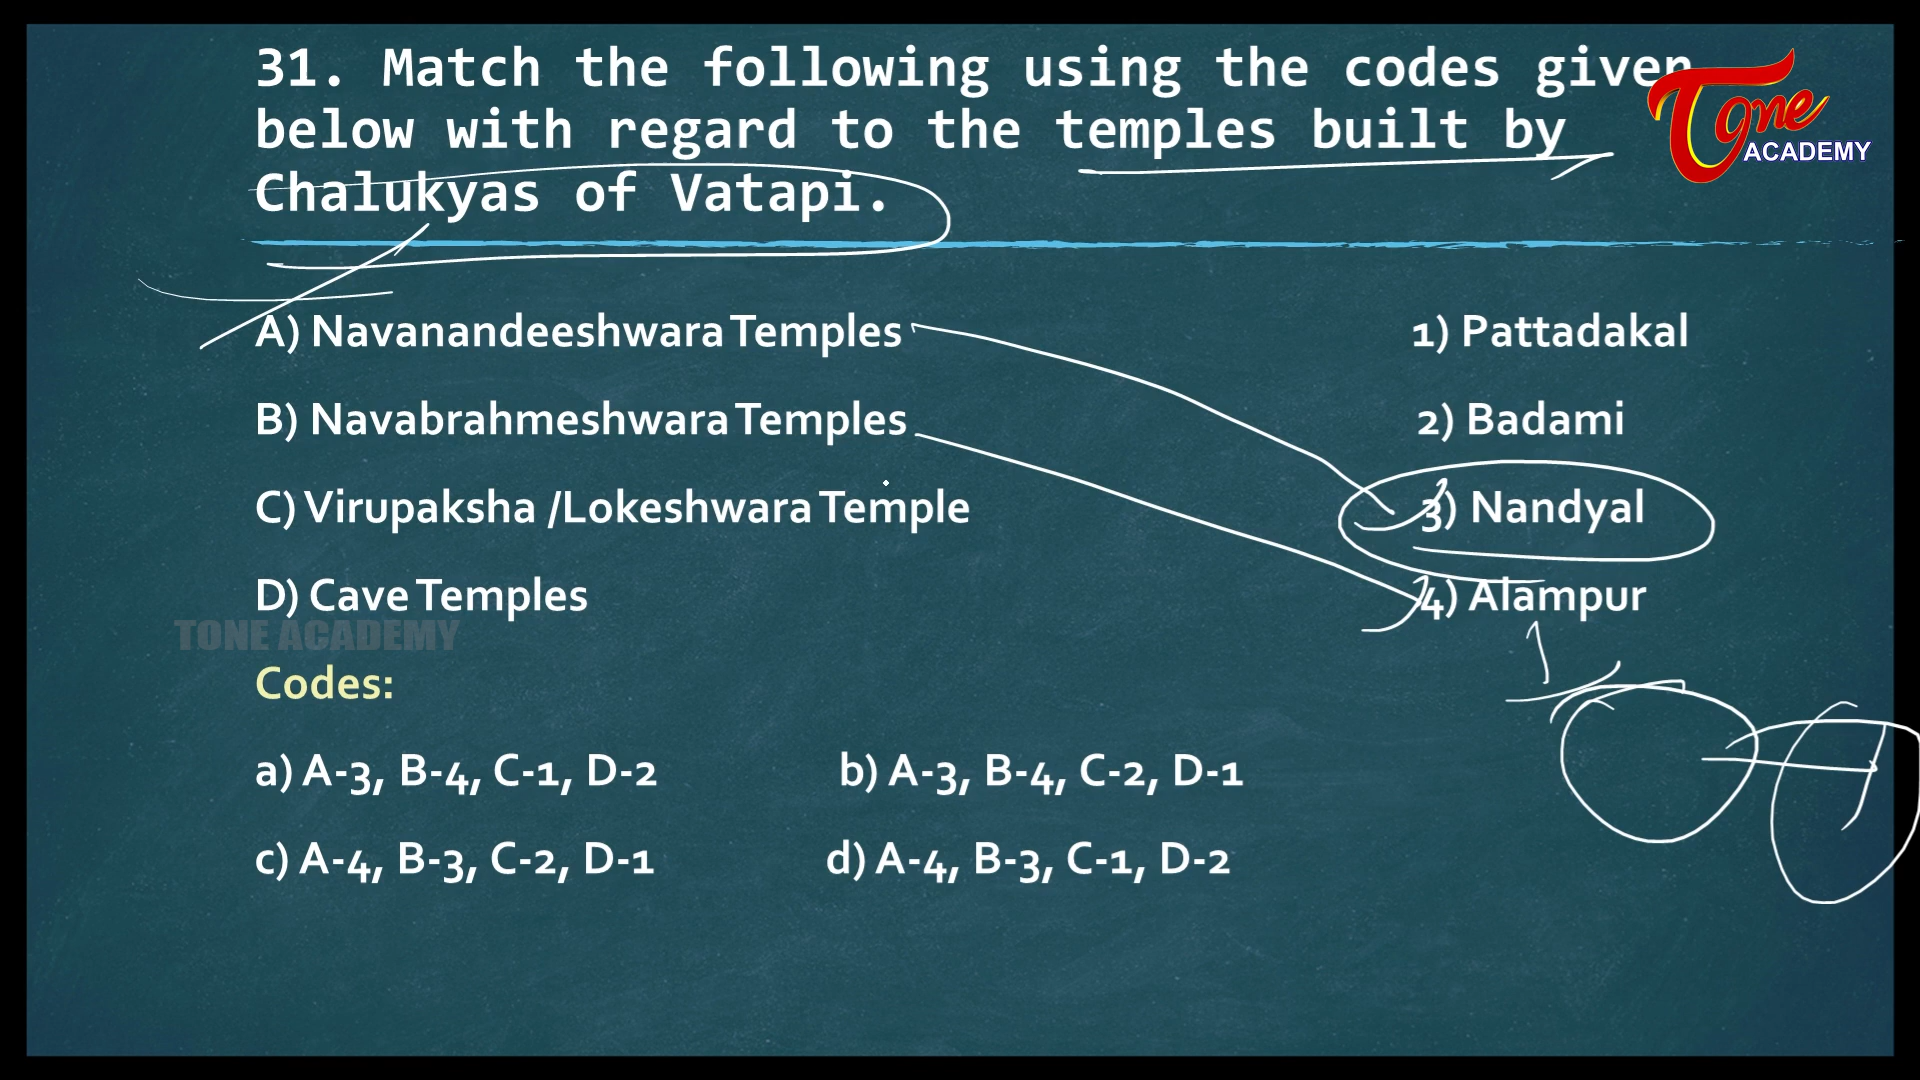 31. Match the following using the codes given
below with regard to the temples built by
Chalukyas of Vatapi.
Tone
ACADEMY
A) Navanandeeshwara Temples 1) Pattadakal
B) Navabrahmeshwara Temples 2) Badami
C) Virupaksha /Lokeshwara Temple 3) Nandyal
D) Cave Temples 4) Alampur
TONE ACADEMY
Codes:
a) A-3, B-4, C-1, D-2 b) A-3, B-4, C-2, D-1
c) A-4, B-3, C-2, D-1 d) A-4, B-3, C-1, D-2